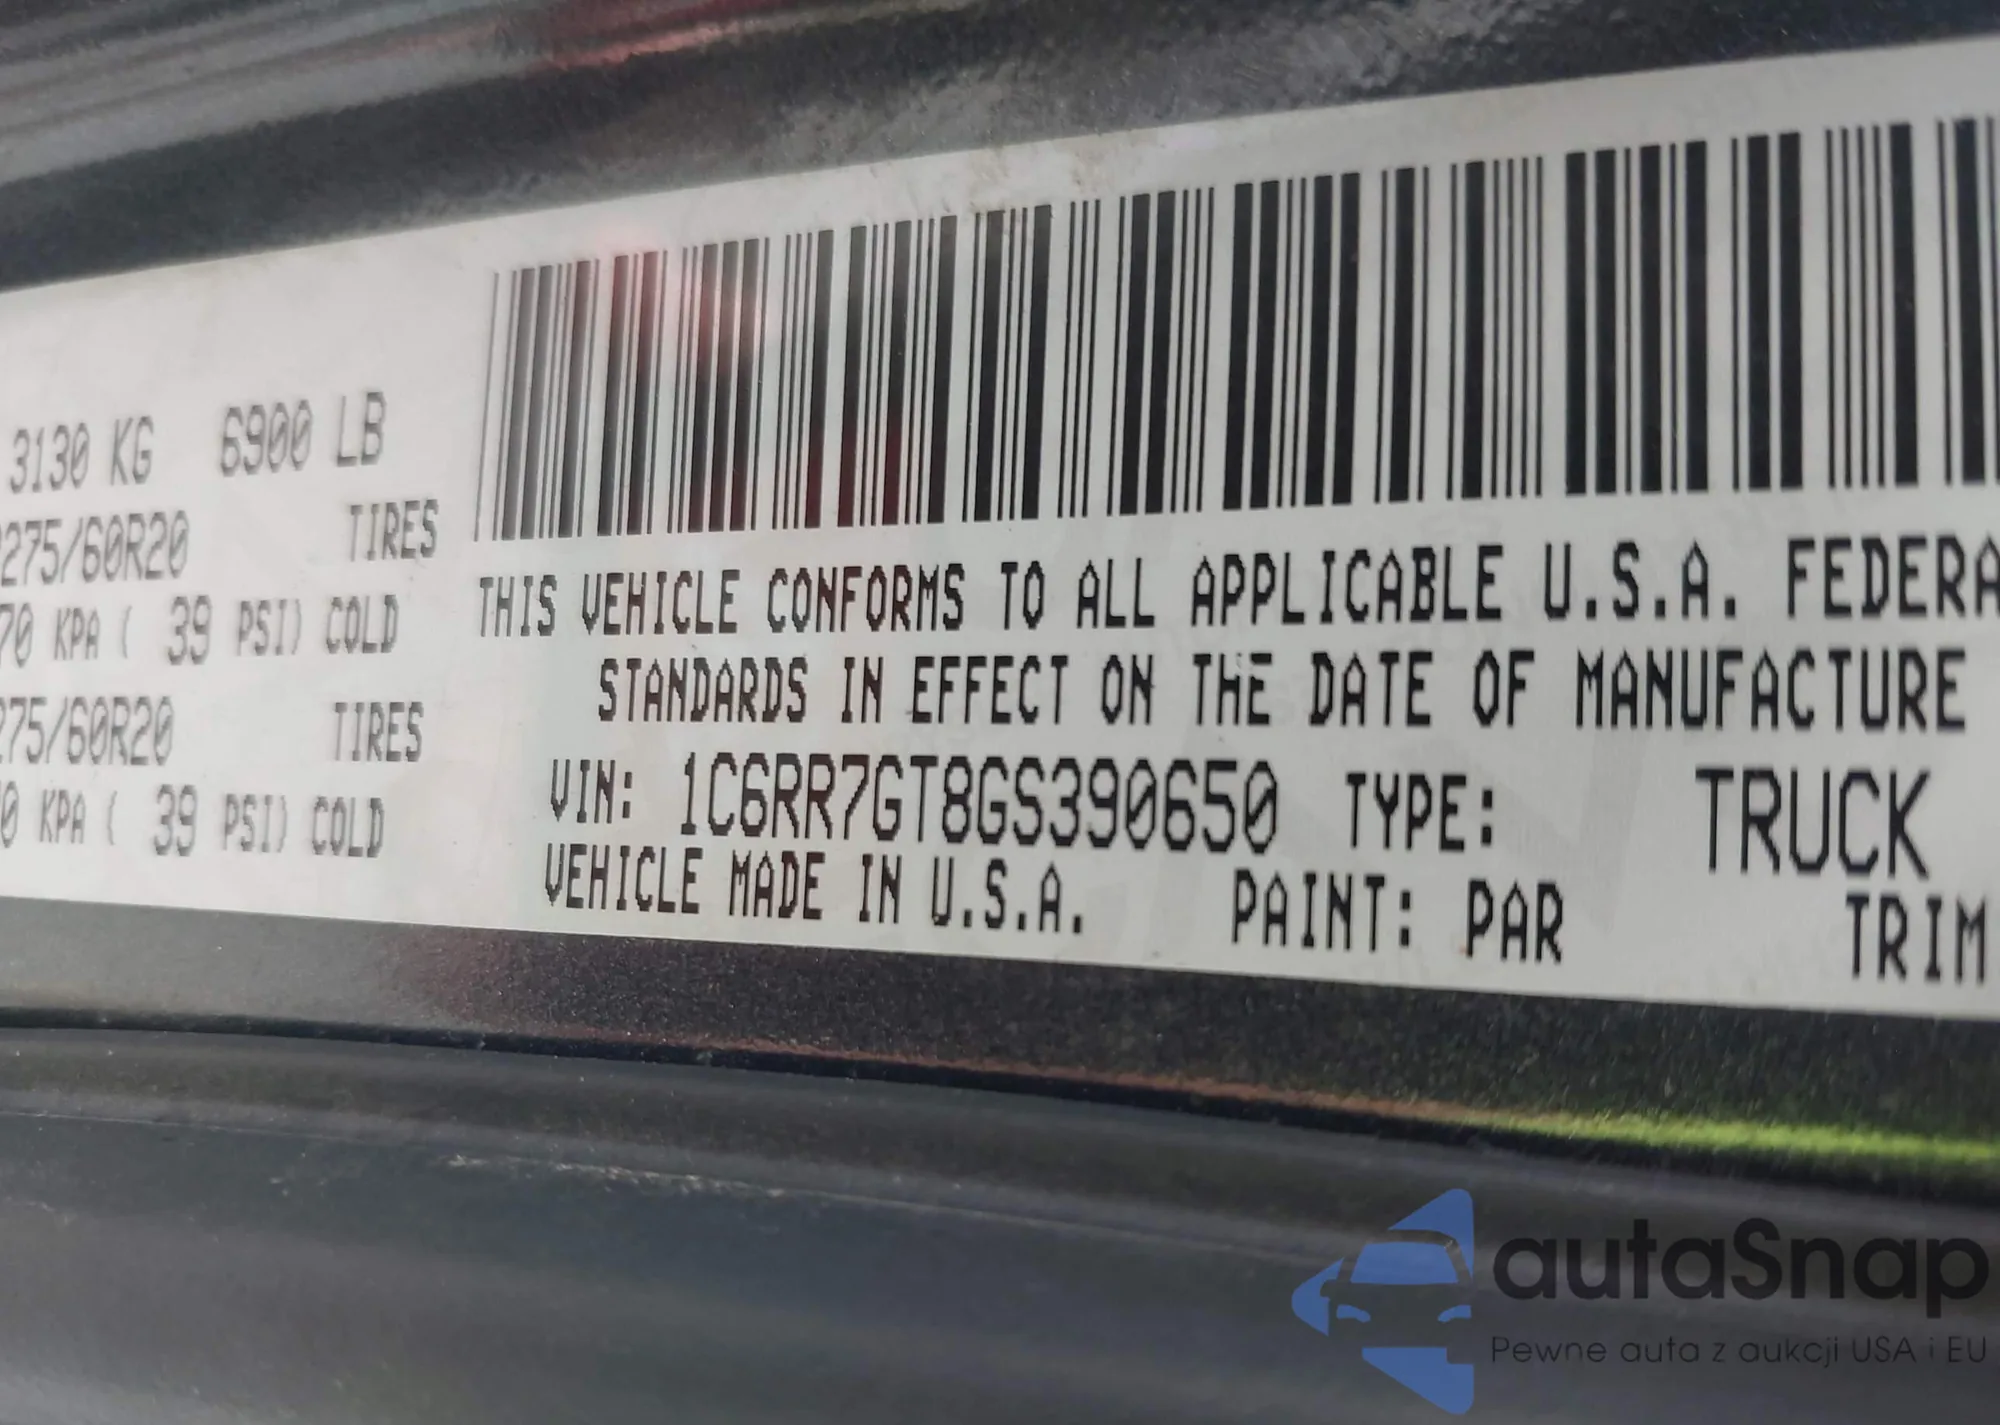 3130 KG 6900 LB
275/60R20 TIRES
70 KPA ( 39 PSI) COLD
275/60R20 TIRES
0 KPA ( 39 PSI) COLD
THIS VEHICLE CONFORMS TO ALL APPLICABLE U.S.A. FEDERA
STANDARDS IN EFFECT ON THE DATE OF MANUFACTURE
VIN: 1C6RR7GT8GS390650 TYPE: TRUCK
VEHICLE MADE IN U.S.A. PAINT: PAR TRIM
autaSnap
Pewne auta z aukcji USA i EU